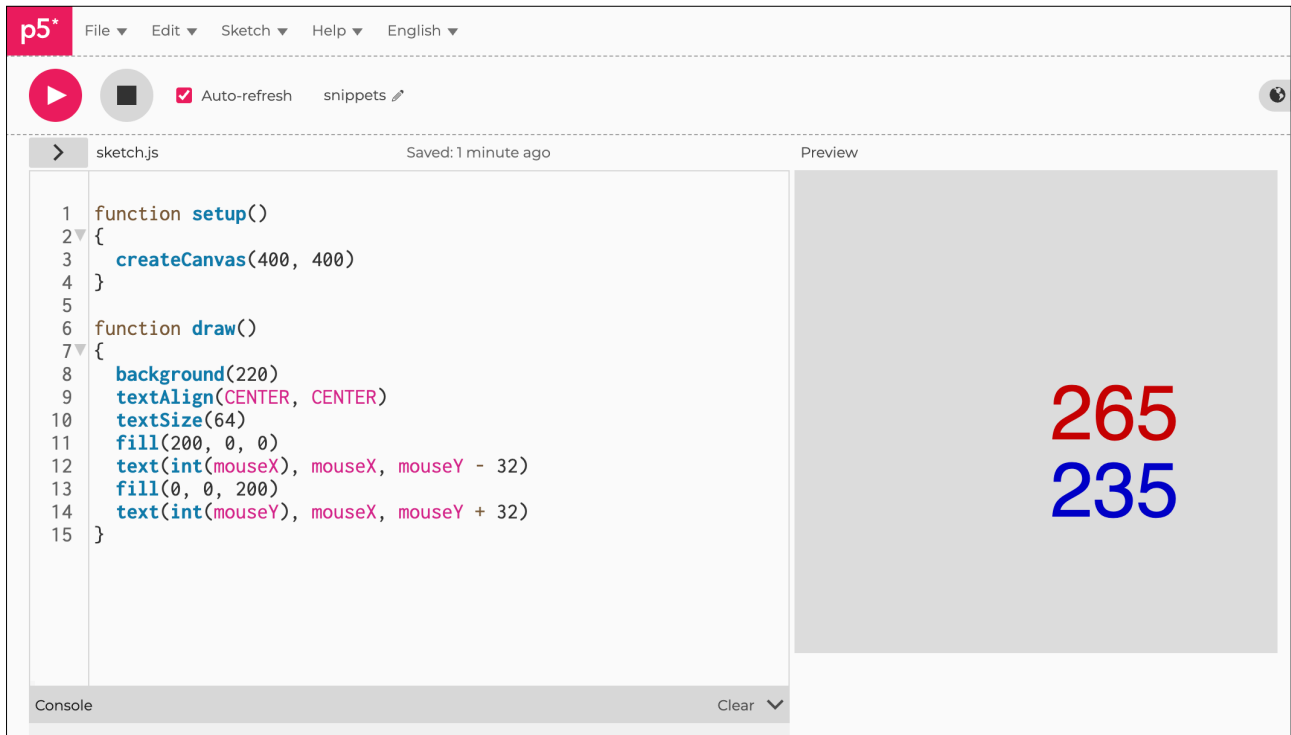 p5* File Edit Sketch Help English
Auto-refresh snippets
sketch.js Saved: 1 minute ago Preview
1 function setup()
2 {
3   createCanvas(400, 400)
4 }
5
6 function draw()
7 {
8   background(220)
9   textAlign(CENTER, CENTER)
10   textSize(64)
11   fill(200, 0, 0)
12   text(int(mouseX), mouseX, mouseY - 32)
13   fill(0, 0, 200)
14   text(int(mouseY), mouseX, mouseY + 32)
15 }
265
235
Console Clear